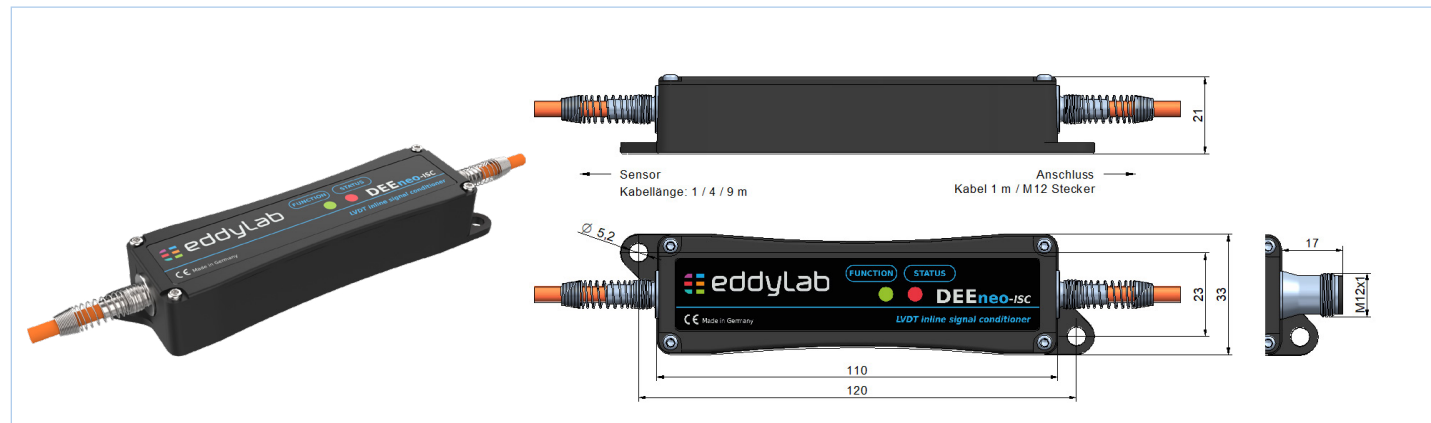 eddylab
FUNCTION
STATUS
DEEneo-ISC
LVDT inline signal conditioner
CE Made in Germany
21
Sensor
Kabellänge: 1 / 4 / 9 m
Anschluss
Kabel 1 m / M12 Stecker
Ø 5,2
eddylab
FUNCTION
STATUS
DEEneo-ISC
CE Made in Germany
LVDT inline signal conditioner
23
33
110
120
17
M12x1